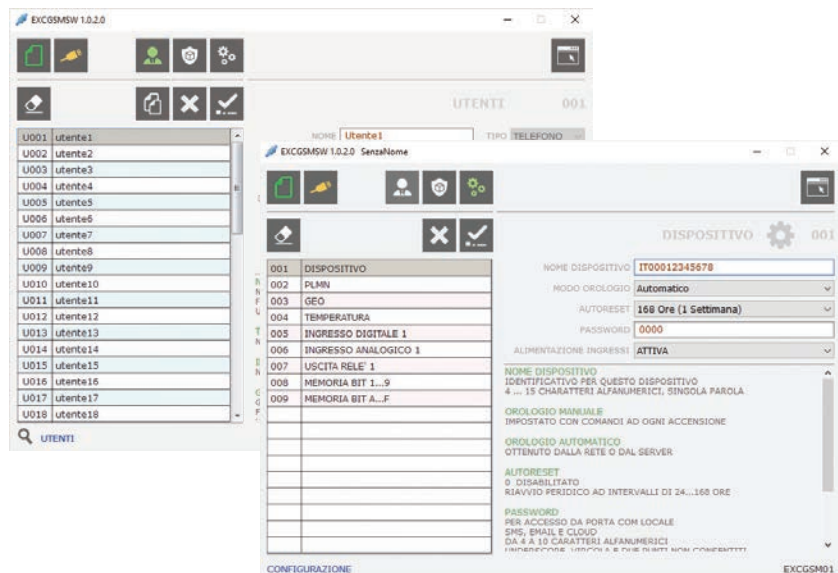 EXCGSMSW 1.0.2.0
UTENTI 001
NOME Utente1 TIPO TELEFONO
U001 utente1
U002 utente2
U003 utente3
U004 utente4
U005 utente5
U006 utente6
U007 utente7
U008 utente8
U009 utente9
U010 utente10
U011 utente11
U012 utente12
U013 utente13
U014 utente14
U015 utente15
U016 utente16
U017 utente17
U018 utente18
UTENTI
EXCGSMSW 1.0.2.0 SenzaNome
DISPOSITIVO 001
001 DISPOSITIVO
002 PLMN
003 GEO
004 TEMPERATURA
005 INGRESSO DIGITALE 1
006 INGRESSO ANALOGICO 1
007 USCITA RELE' 1
008 MEMORIA BIT 1...9
009 MEMORIA BIT A...F
NOME DISPOSITIVO IT00012345678
MODO OROLOGIO Automatico
AUTORESET 168 Ore (1 Settimana)
PASSWORD 0000
ALIMENTAZIONE INGRESSI ATTIVA
NOME DISPOSITIVO
IDENTIFICATIVO PER QUESTO DISPOSITIVO
4 ... 15 CHARATTERI ALFANUMERICI, SINGOLA PAROLA
OROLOGIO MANUALE
IMPOSTATO CON COMANDI AD OGNI ACCENSIONE
OROLOGIO AUTOMATICO
OTTENUTO DALLA RETE O DAL SERVER
AUTORESET
0 DISABILITATO
RIAVVIO PERIDICO AD INTERVALLI DI 24...168 ORE
PASSWORD
PER ACCESSO DA PORTA COM LOCALE
SMS, EMAIL E CLOUD
DA 4 A 10 CARATTERI ALFANUMERICI
UNDERSCORE, VIRGOLA E DUE PUNTI NON CONSENTITI
CONFIGURAZIONE
EXCGSM01